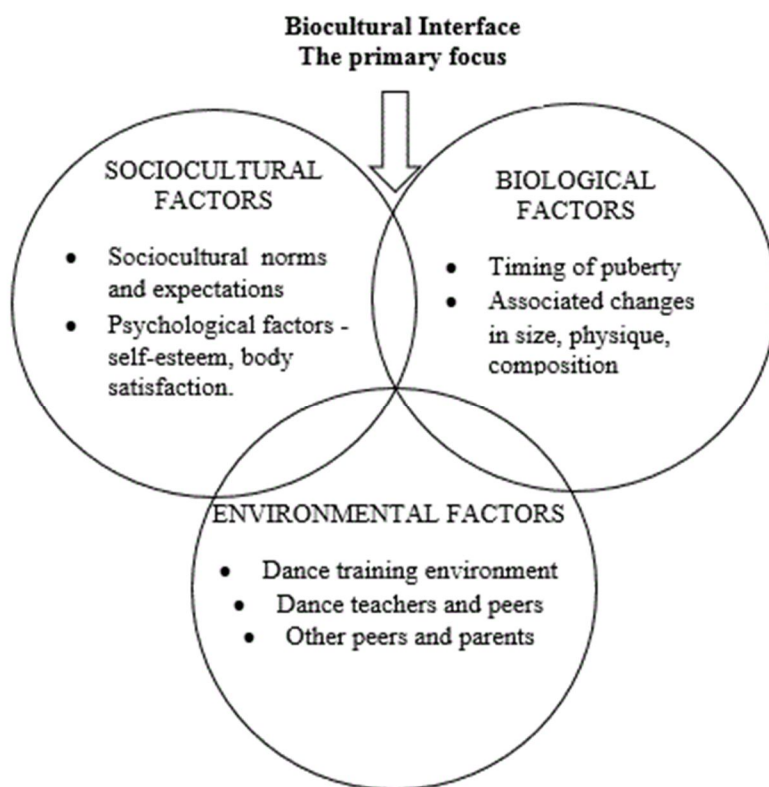 Biocultural Interface
The primary focus
SOCIOCULTURAL
FACTORS
• Sociocultural norms
and expectations
• Psychological factors -
self-esteem, body
satisfaction.
BIOLOGICAL
FACTORS
• Timing of puberty
• Associated changes
in size, physique,
composition
ENVIRONMENTAL FACTORS
• Dance training environment
• Dance teachers and peers
• Other peers and parents